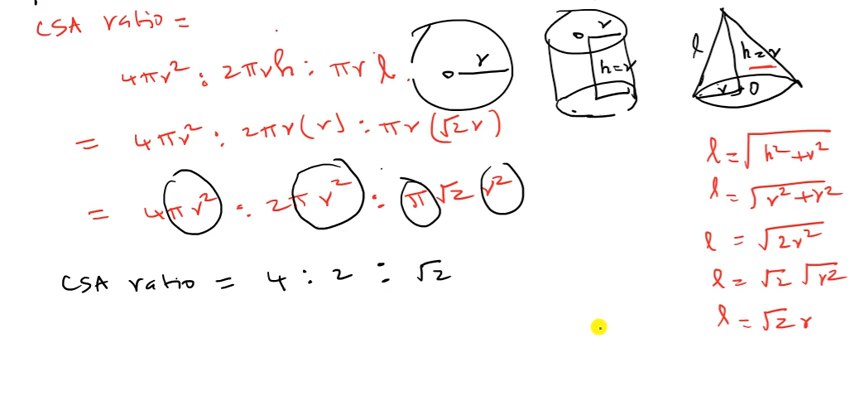 CSA ratio =
4πr² : 2πrh : πrl.
= 4πr² : 2πr(r) : πr(√2r)
= 4πr² : 2πr² : π√2r²
CSA ratio = 4 : 2 : √2
r
r
h=r
l
h=r
r
O
l = √h²+r²
l = √r²+r²
l = √2r²
l = √2 √r²
l = √2 r